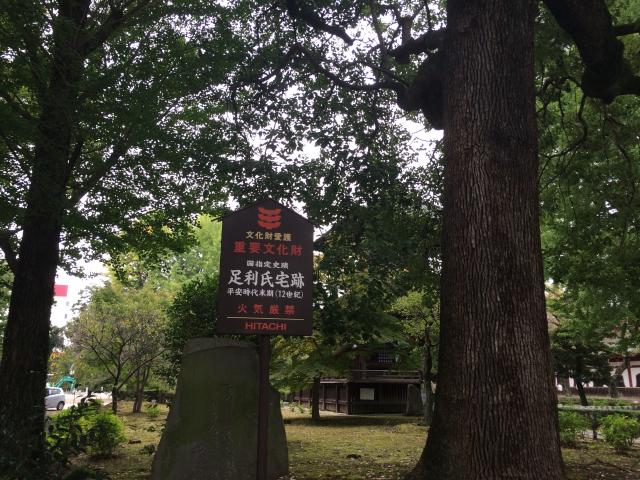 文化財愛護
重要文化財
国指定史跡
足利氏宅跡
平安時代末期(12世紀)
火気厳禁
HITACHI